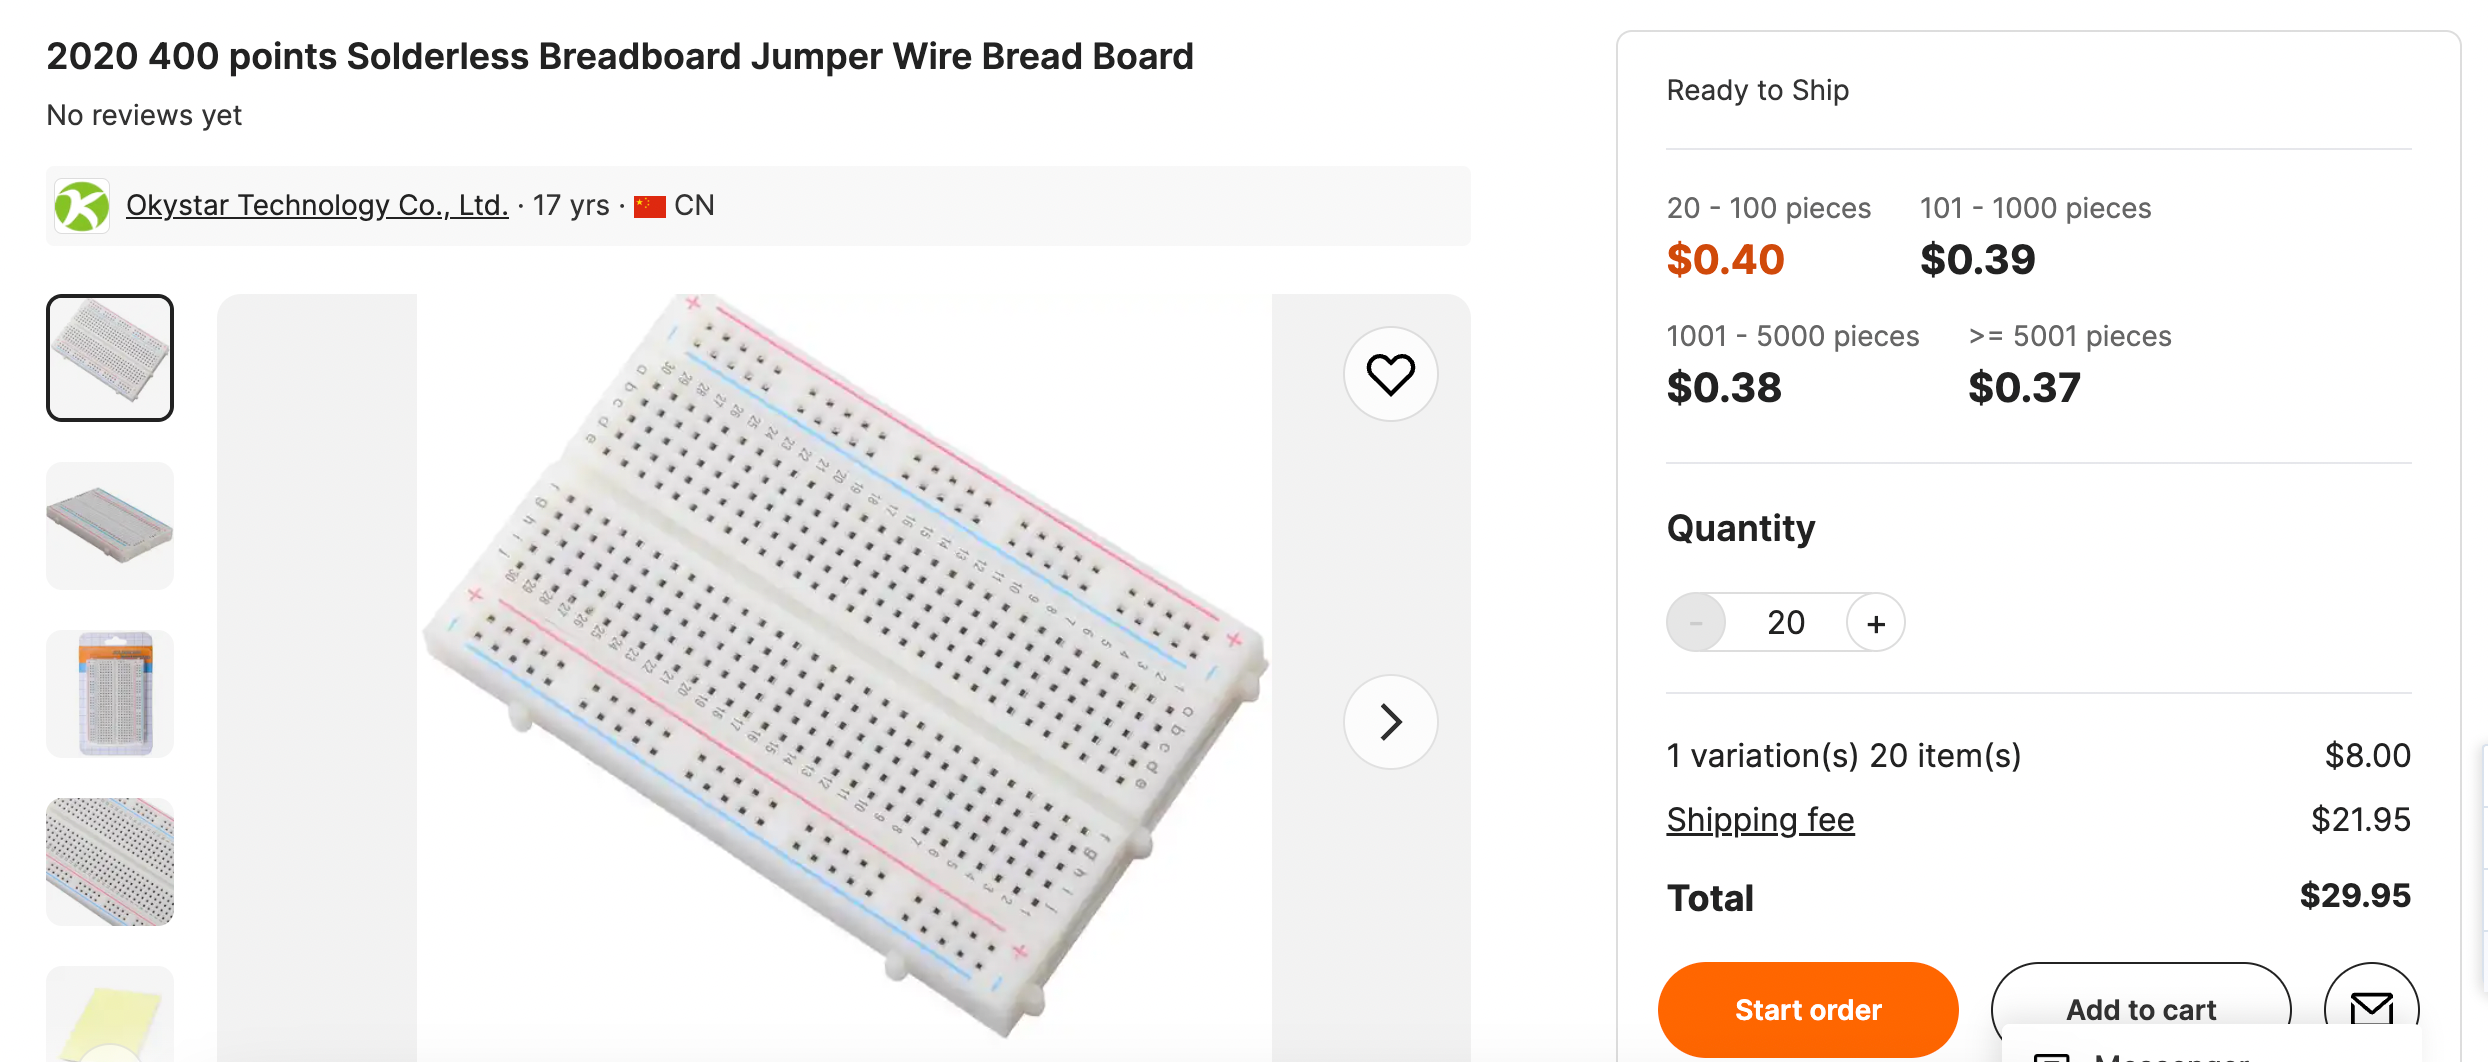 2020 400 points Solderless Breadboard Jumper Wire Bread Board
No reviews yet
Okystar Technology Co., Ltd. · 17 yrs · CN
Ready to Ship
20 - 100 pieces
$0.40
101 - 1000 pieces
$0.39
1001 - 5000 pieces
$0.38
>= 5001 pieces
$0.37
Quantity
- 20 +
1 variation(s) 20 item(s) $8.00
Shipping fee $21.95
Total $29.95
Start order
Add to cart